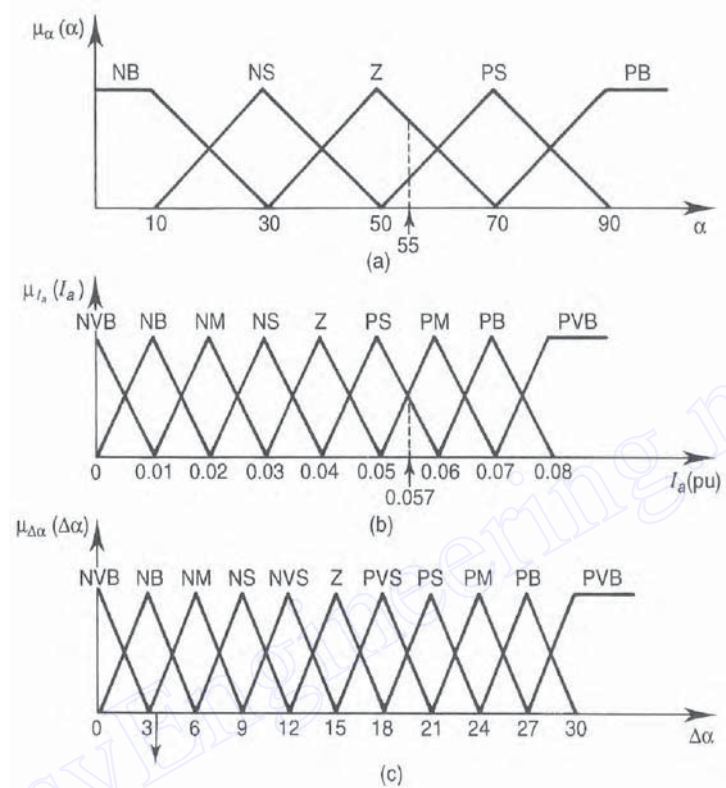 μα (α)
NB NS Z PS PB
10 30 50 70 90 α
55
(a)
μIa (Ia)
NVB NB NM NS Z PS PM PB PVB
0 0.01 0.02 0.03 0.04 0.05 0.06 0.07 0.08 Ia(pu)
0.057
(b)
μΔα (Δα)
NVB NB NM NS NVS Z PVS PS PM PB PVB
0 3 6 9 12 15 18 21 24 27 30 Δα
(c)